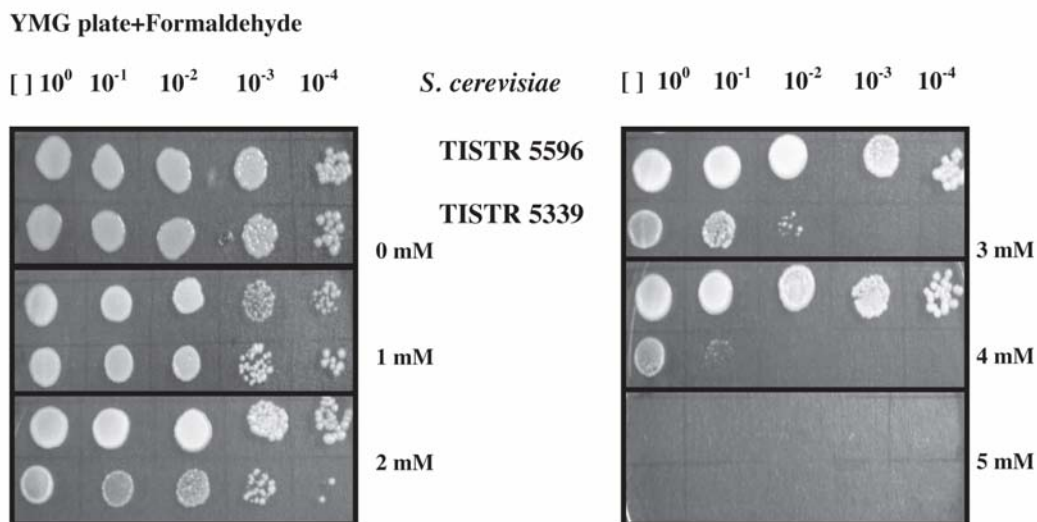 YMG plate+Formaldehyde
[ ] 10⁰ 10⁻¹ 10⁻² 10⁻³ 10⁻⁴ S. cerevisiae [ ] 10⁰ 10⁻¹ 10⁻² 10⁻³ 10⁻⁴
TISTR 5596
TISTR 5339
0 mM
3 mM
1 mM
4 mM
2 mM
5 mM